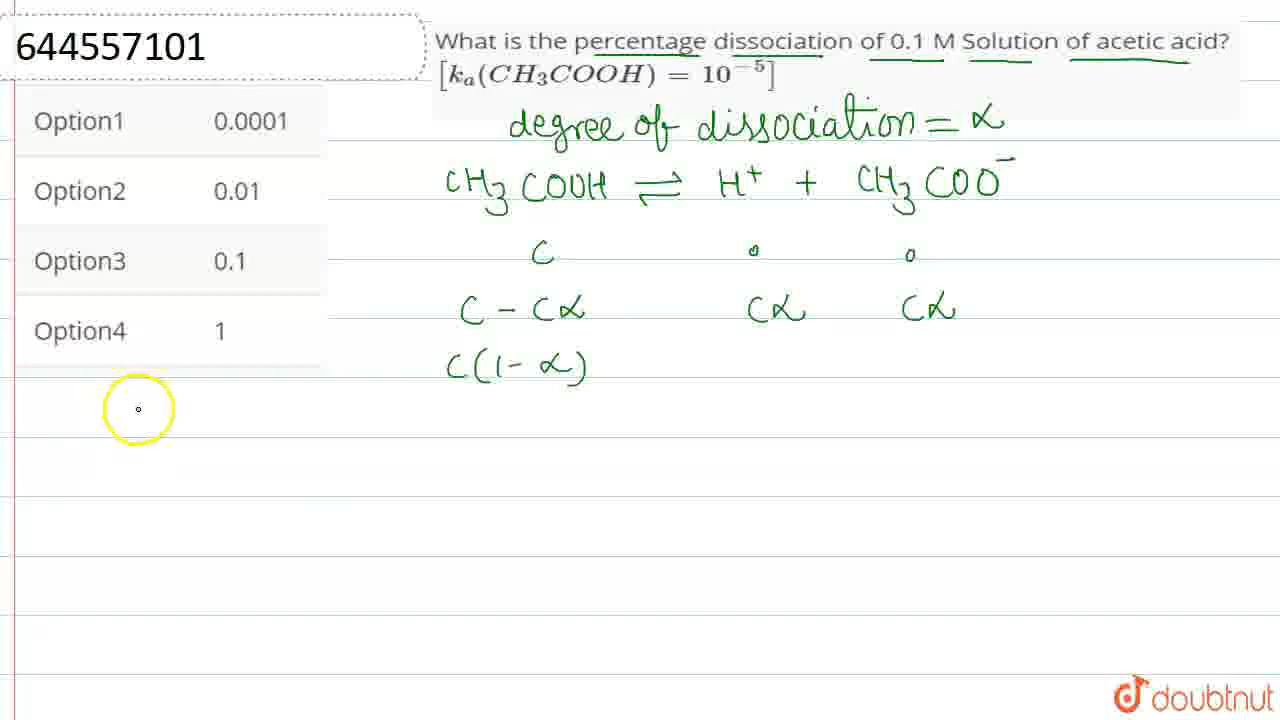 644557101
What is the percentage dissociation of 0.1 M Solution of acetic acid?
[kₐ(CH₃COOH) = 10⁻⁵]
Option1 0.0001
Option2 0.01
Option3 0.1
Option4 1
degree of dissociation = α
CH₃COOH ⇌ H⁺ + CH₃COO⁻
C 0 0
C - Cα Cα Cα
C(1- α)
doubtnut